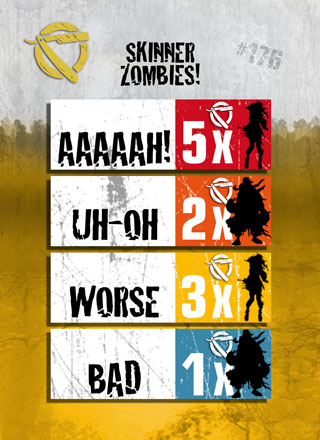 SKINNER
ZOMBIES!
#176
AAAAAH! 5X
UH-OH 2X
WORSE 3X
BAD 1X